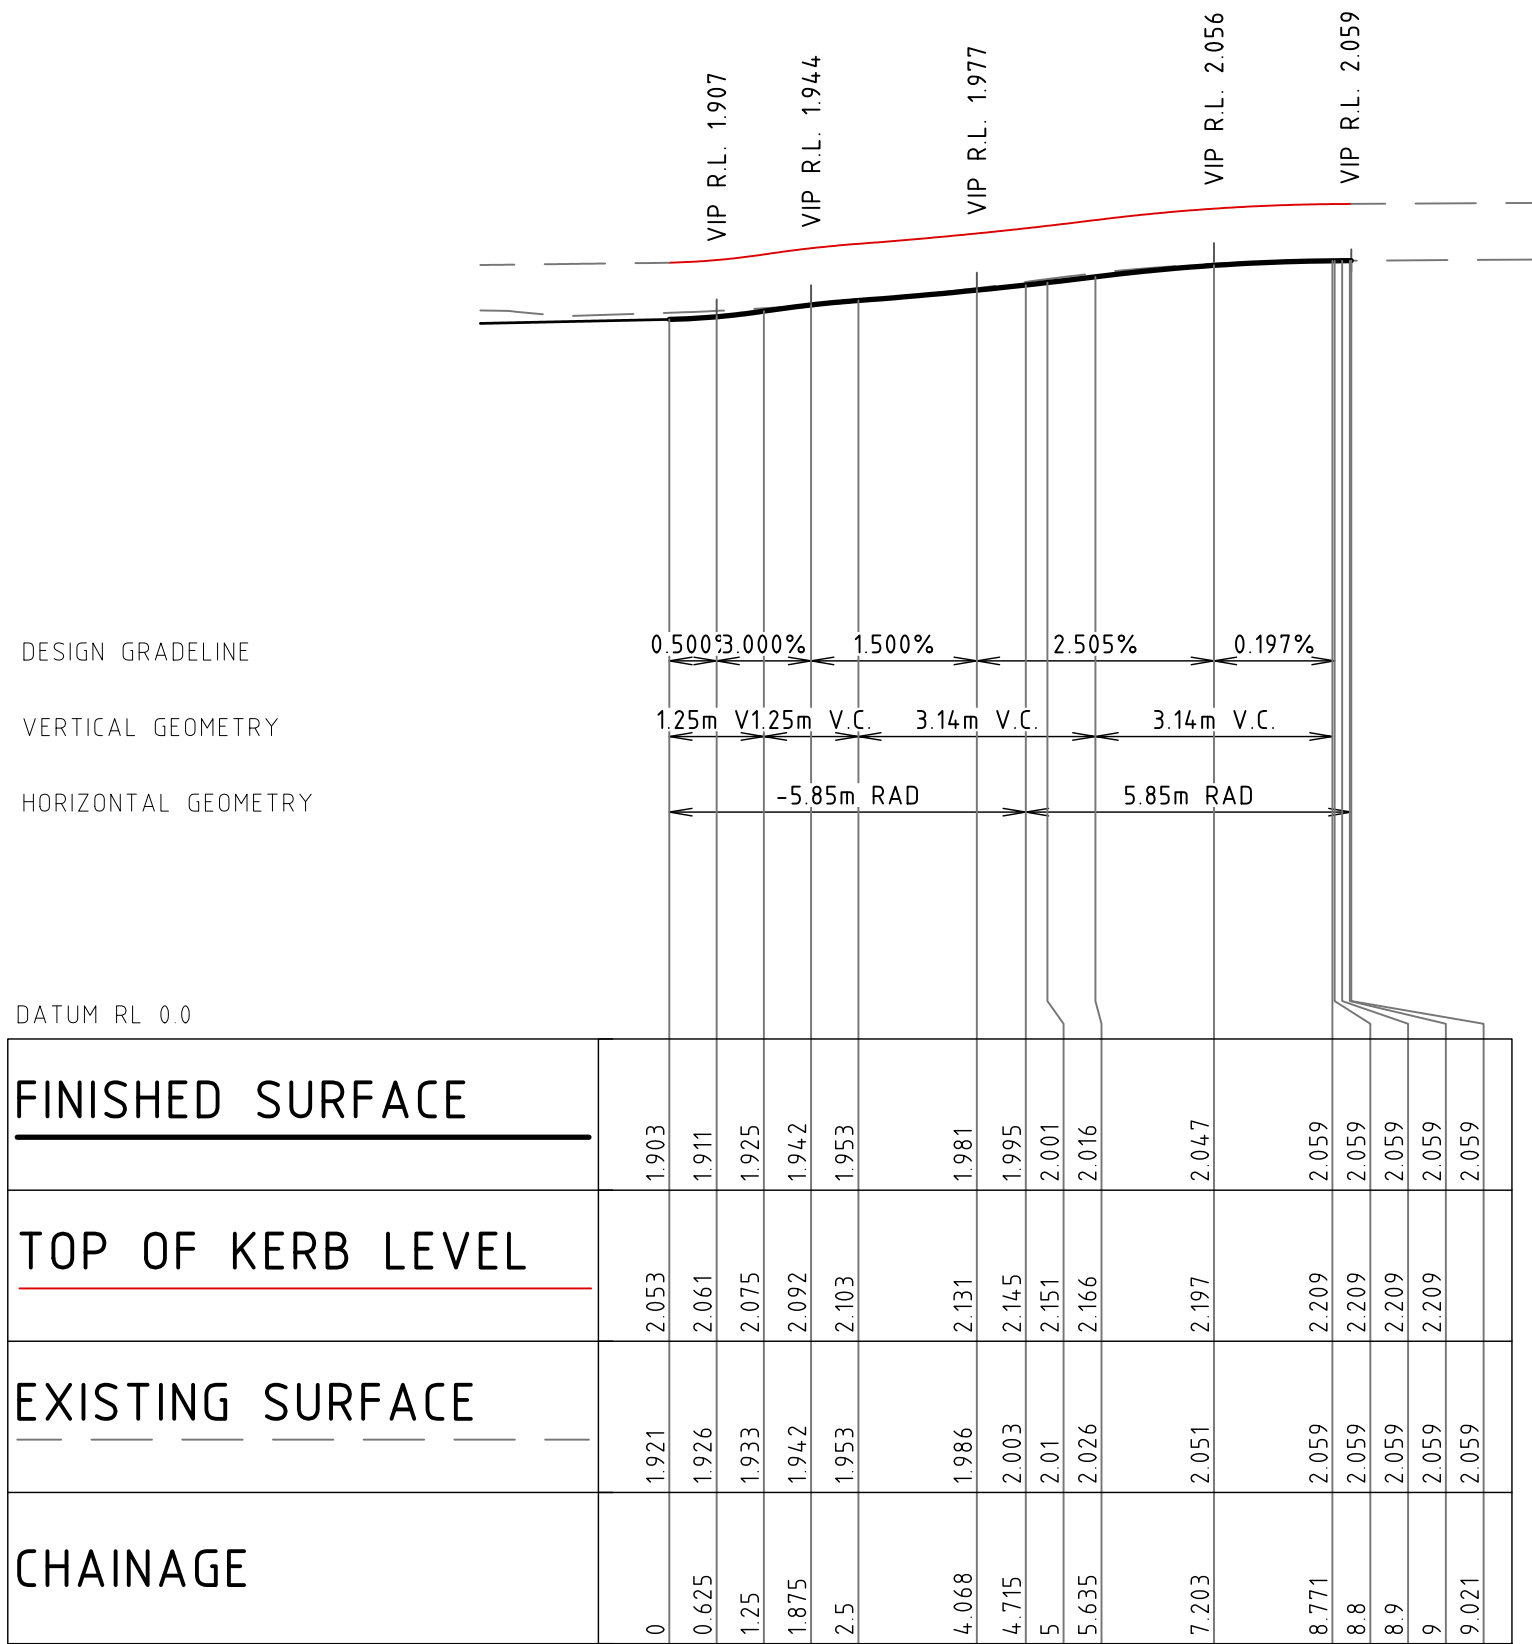 VIP R.L. 1.907
VIP R.L. 1.944
VIP R.L. 1.977
VIP R.L. 2.056
VIP R.L. 2.059
DESIGN GRADELINE 0.500% 3.000% 1.500% 2.505% 0.197%
VERTICAL GEOMETRY 1.25m V 1.25m V.C. 3.14m V.C. 3.14m V.C.
HORIZONTAL GEOMETRY -5.85m RAD 5.85m RAD
DATUM RL 0.0
FINISHED SURFACE 1.903 1.911 1.925 1.942 1.953 1.981 1.995 2.001 2.016 2.047 2.059 2.059 2.059 2.059 2.059
TOP OF KERB LEVEL 2.053 2.061 2.075 2.092 2.103 2.131 2.145 2.151 2.166 2.197 2.209 2.209 2.209 2.209
EXISTING SURFACE 1.921 1.926 1.933 1.942 1.953 1.986 2.003 2.01 2.026 2.051 2.059 2.059 2.059 2.059 2.059
CHAINAGE 0 0.625 1.25 1.875 2.5 4.068 4.715 5 5.635 7.203 8.771 8.8 8.9 9 9.021